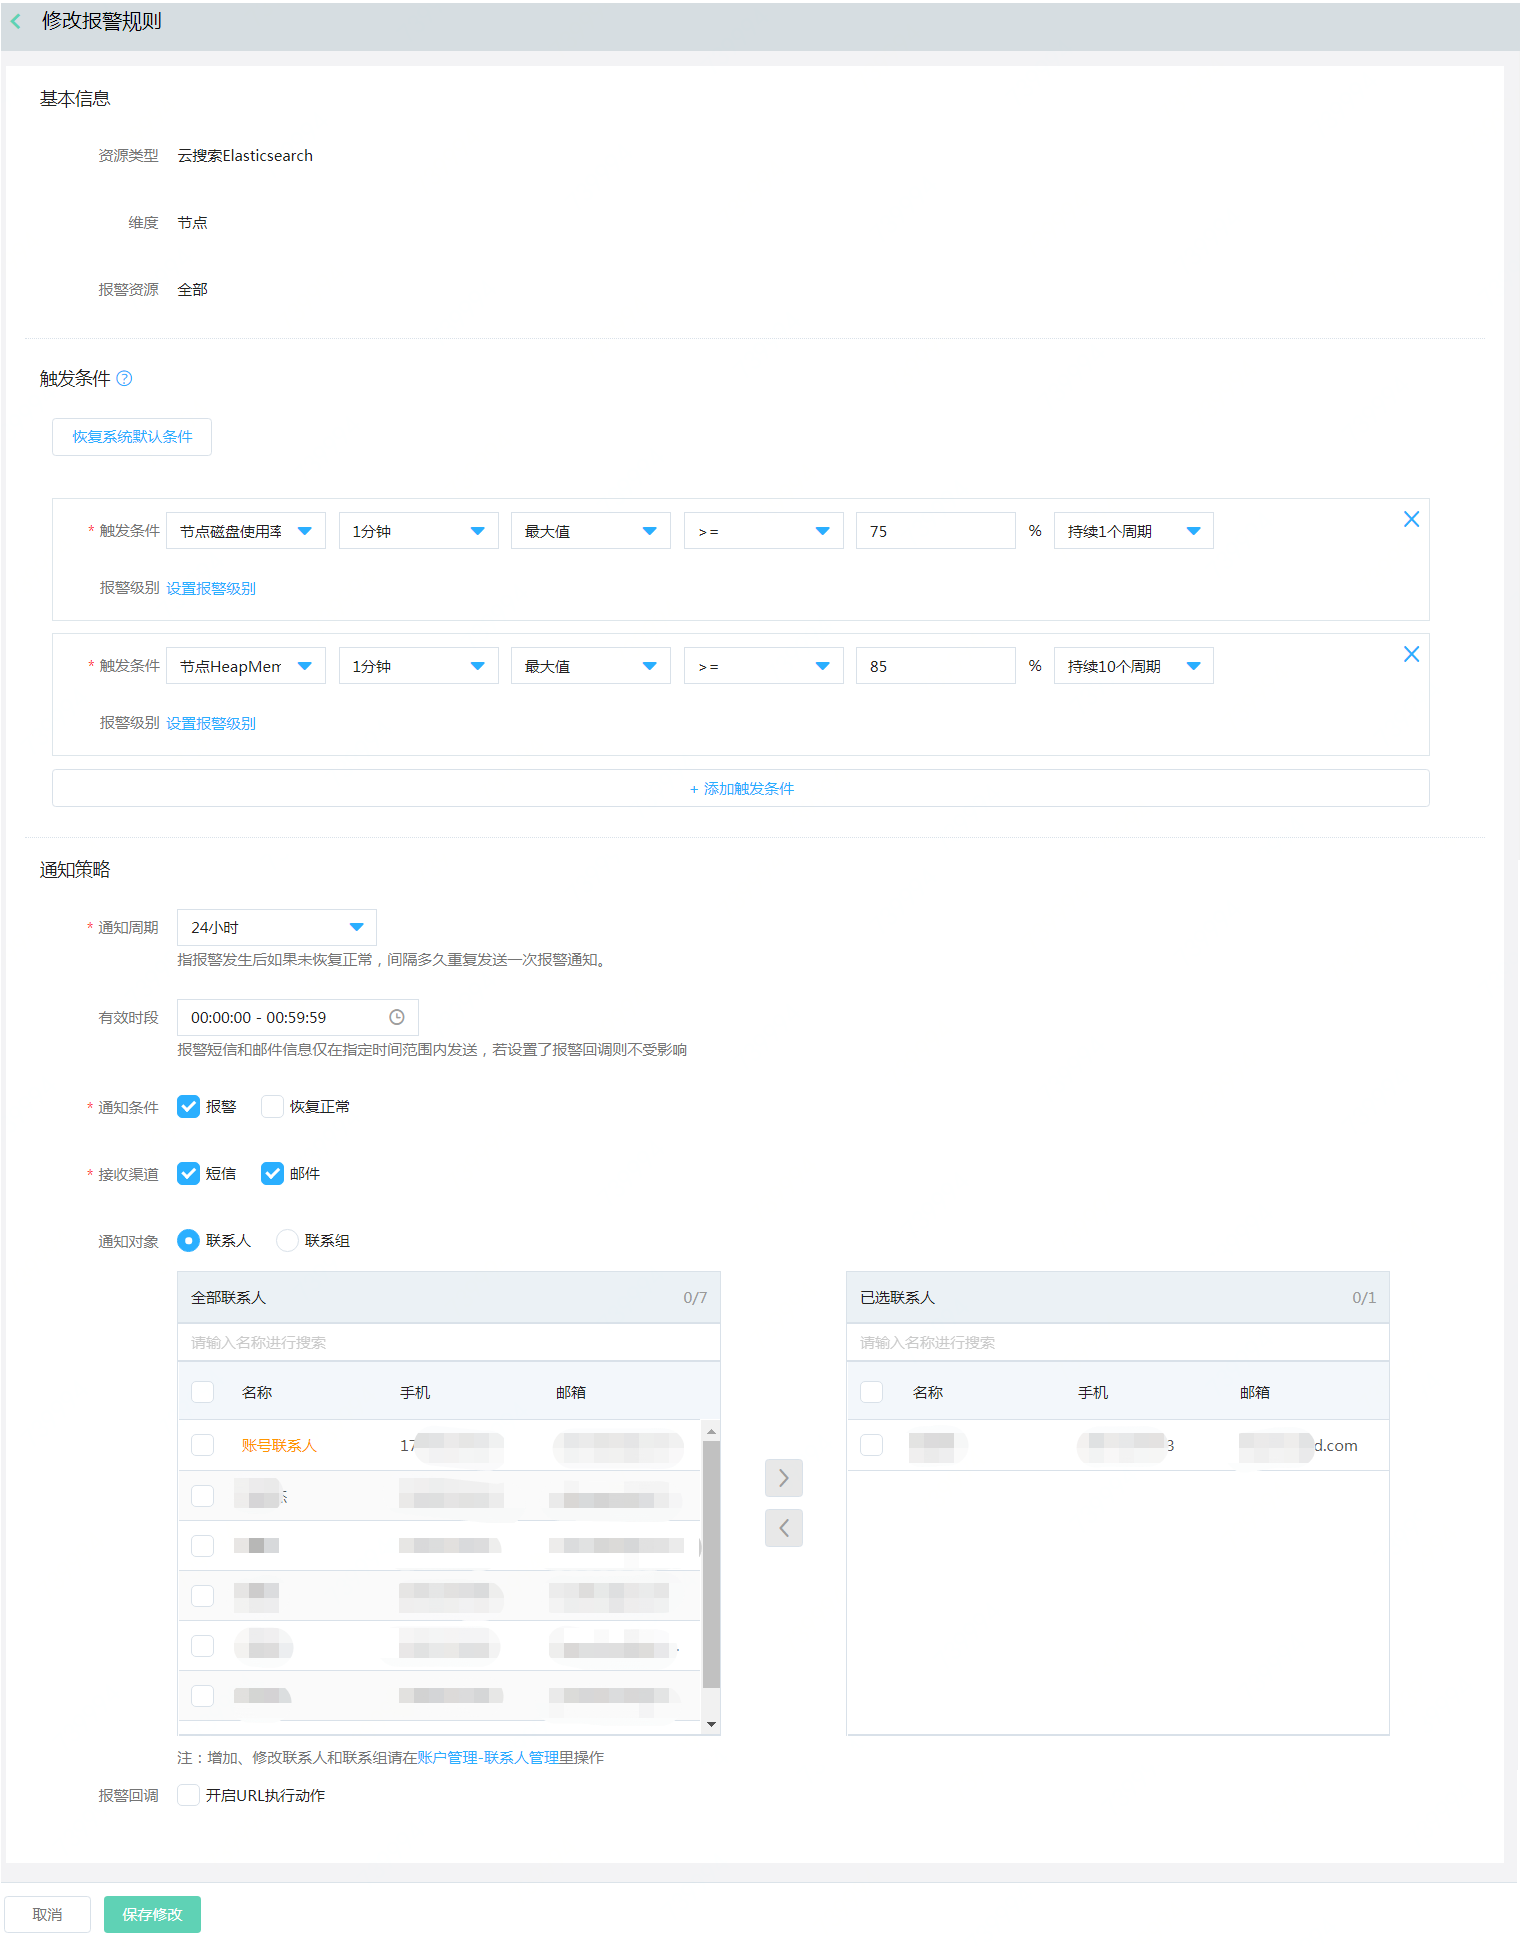 修改报警规则
基本信息
资源类型 云搜索Elasticsearch
维度 节点
报警资源 全部
触发条件 ?
恢复系统默认条件
* 触发条件 节点磁盘使用率 1分钟 最大值 >= 75 % 持续1个周期
报警级别 设置报警级别
* 触发条件 节点HeapMem 1分钟 最大值 >= 85 % 持续10个周期
报警级别 设置报警级别
+ 添加触发条件
通知策略
* 通知周期 24小时
指报警发生后如果未恢复正常，间隔多久重复发送一次报警通知。
有效时段 00:00:00 - 00:59:59
报警短信和邮件信息仅在指定时间范围内发送，若设置了报警回调则不受影响
* 通知条件 报警 恢复正常
* 接收渠道 短信 邮件
通知对象 联系人 联系组
全部联系人 0/7
请输入名称进行搜索
名称 手机 邮箱
账号联系人 17
已选联系人 0/1
请输入名称进行搜索
名称 手机 邮箱
3 d.com
注：增加、修改联系人和联系组请在账户管理-联系人管理里操作
报警回调 开启URL执行动作
取消 保存修改